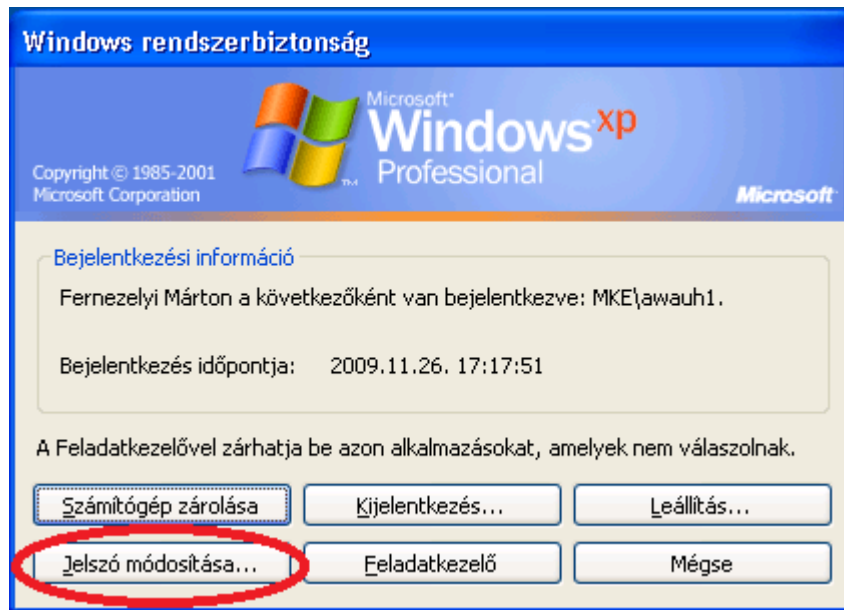 Windows rendszerbiztonság
Microsoft
Windows xp
Professional
TM
Copyright © 1985-2001
Microsoft Corporation
Microsoft
Bejelentkezési információ
Fernezelyi Márton a következőként van bejelentkezve: MKE\awauh1.
Bejelentkezés időpontja: 2009.11.26. 17:17:51
A Feladatkezelővel zárhatja be azon alkalmazásokat, amelyek nem válaszolnak.
Számítógép zárolása
Kijelentkezés...
Leállítás...
Jelszó módosítása...
Feladatkezelő
Mégse